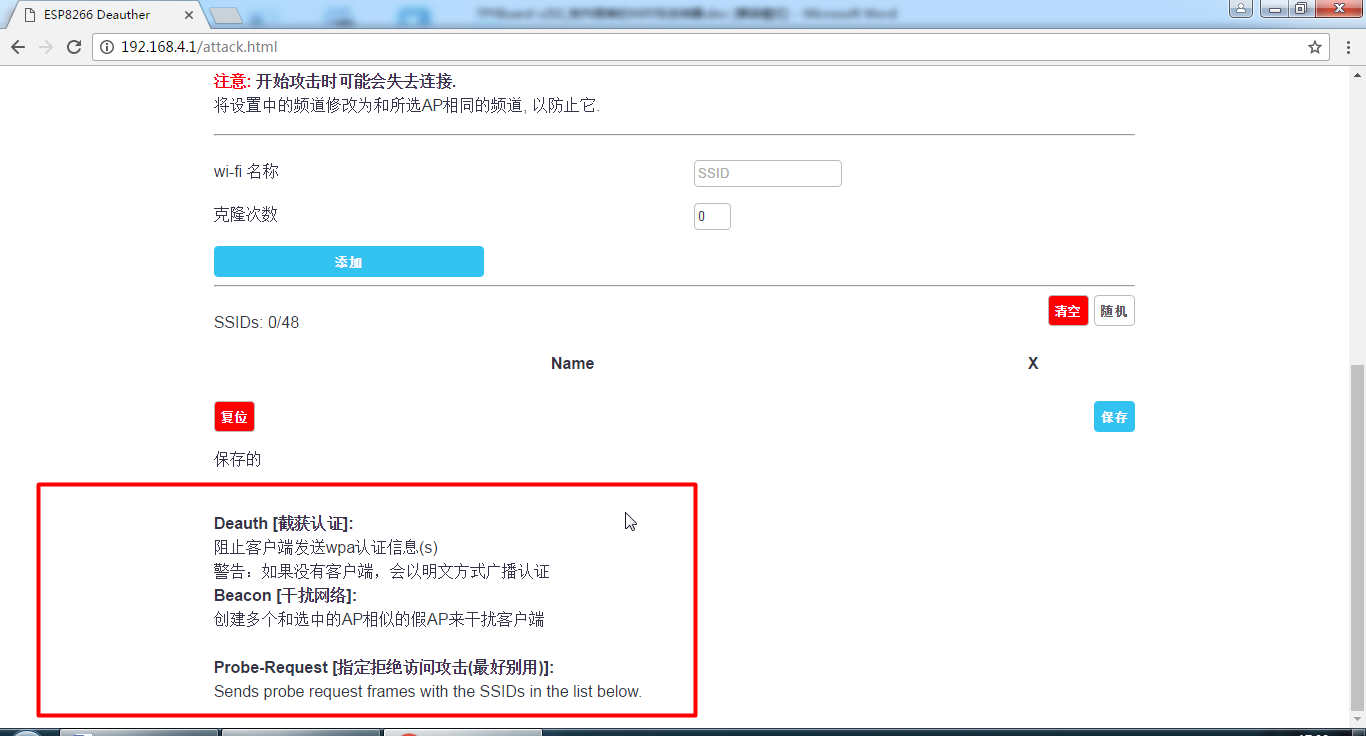 ESP8266 Deauther
192.168.4.1/attack.html
注意: 开始攻击时可能会失去连接.
将设置中的频道修改为和所选AP相同的频道, 以防止它.
wi-fi 名称
SSID
克隆次数
0
添加
SSIDs: 0/48
清空
随机
Name
X
复位
保存
保存的
Deauth [截获认证]:
阻止客户端发送wpa认证信息(s)
警告：如果没有客户端，会以明文方式广播认证
Beacon [干扰网络]:
创建多个和选中的AP相似的假AP来干扰客户端
Probe-Request [指定拒绝访问攻击(最好别用)]:
Sends probe request frames with the SSIDs in the list below.